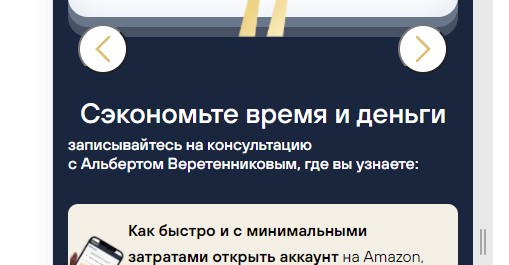 Сэкономьте время и деньги
записывайтесь на консультацию
с Альбертом Веретенниковым, где вы узнаете:
Как быстро и с минимальными
затратами открыть аккаунт на Amazon,